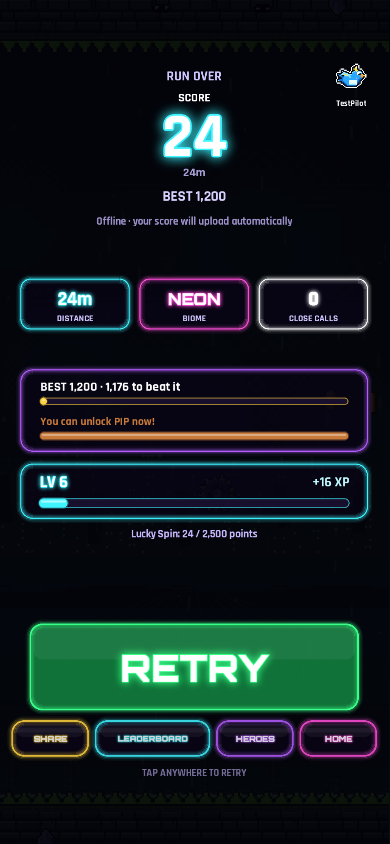 RUN OVER
SCORE
TestPilot
24
24m
BEST 1,200
Offline · your score will upload automatically
24m
DISTANCE
NEON
BIOME
0
CLOSE CALLS
BEST 1,200 · 1,176 to beat it
You can unlock PIP now!
LV 6
+16 XP
Lucky Spin: 24 / 2,500 points
RETRY
SHARE
LEADERBOARD
HEROES
HOME
TAP ANYWHERE TO RETRY